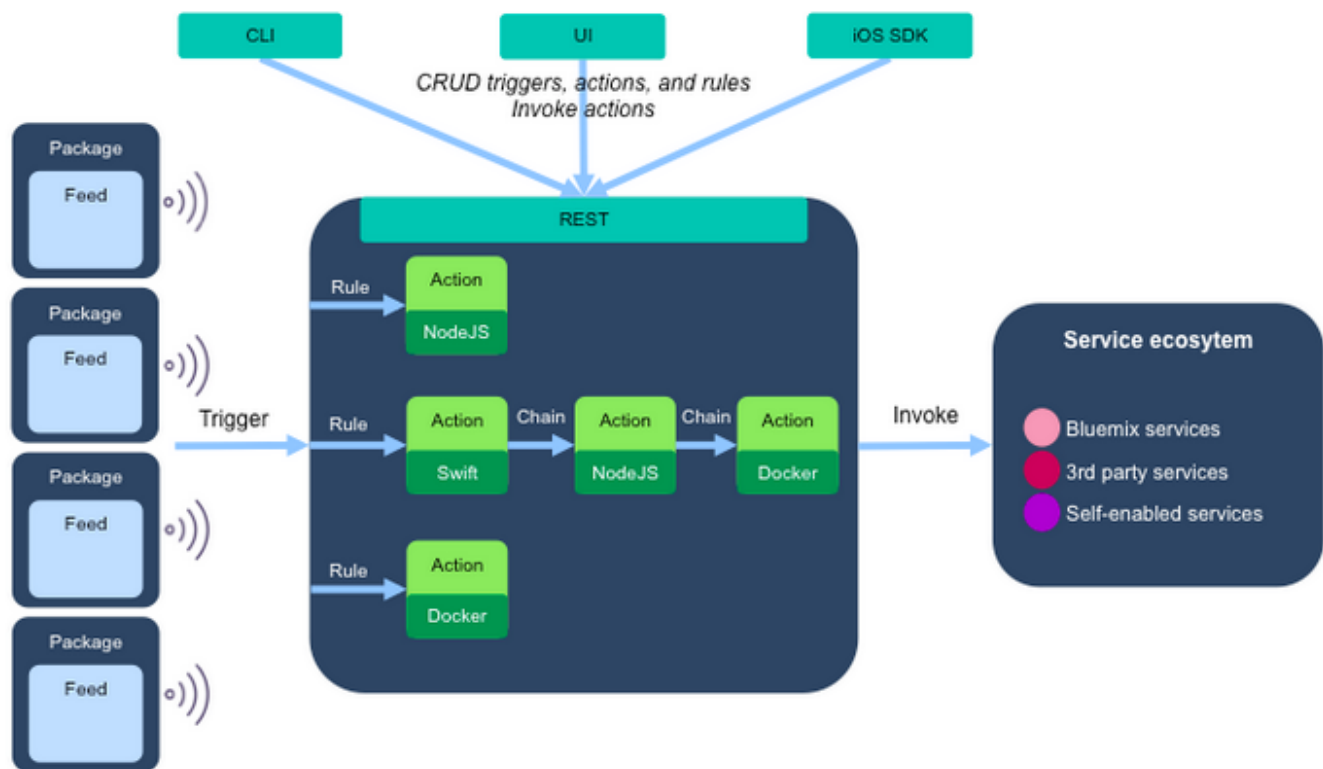 CLI
UI
iOS SDK
CRUD triggers, actions, and rules
Invoke actions
Package
Feed
Package
Feed
Package
Feed
Package
Feed
Trigger
REST
Rule
Action
NodeJS
Rule
Action
Swift
Chain
Action
NodeJS
Chain
Action
Docker
Rule
Action
Docker
Invoke
Service ecosytem
Bluemix services
3rd party services
Self-enabled services